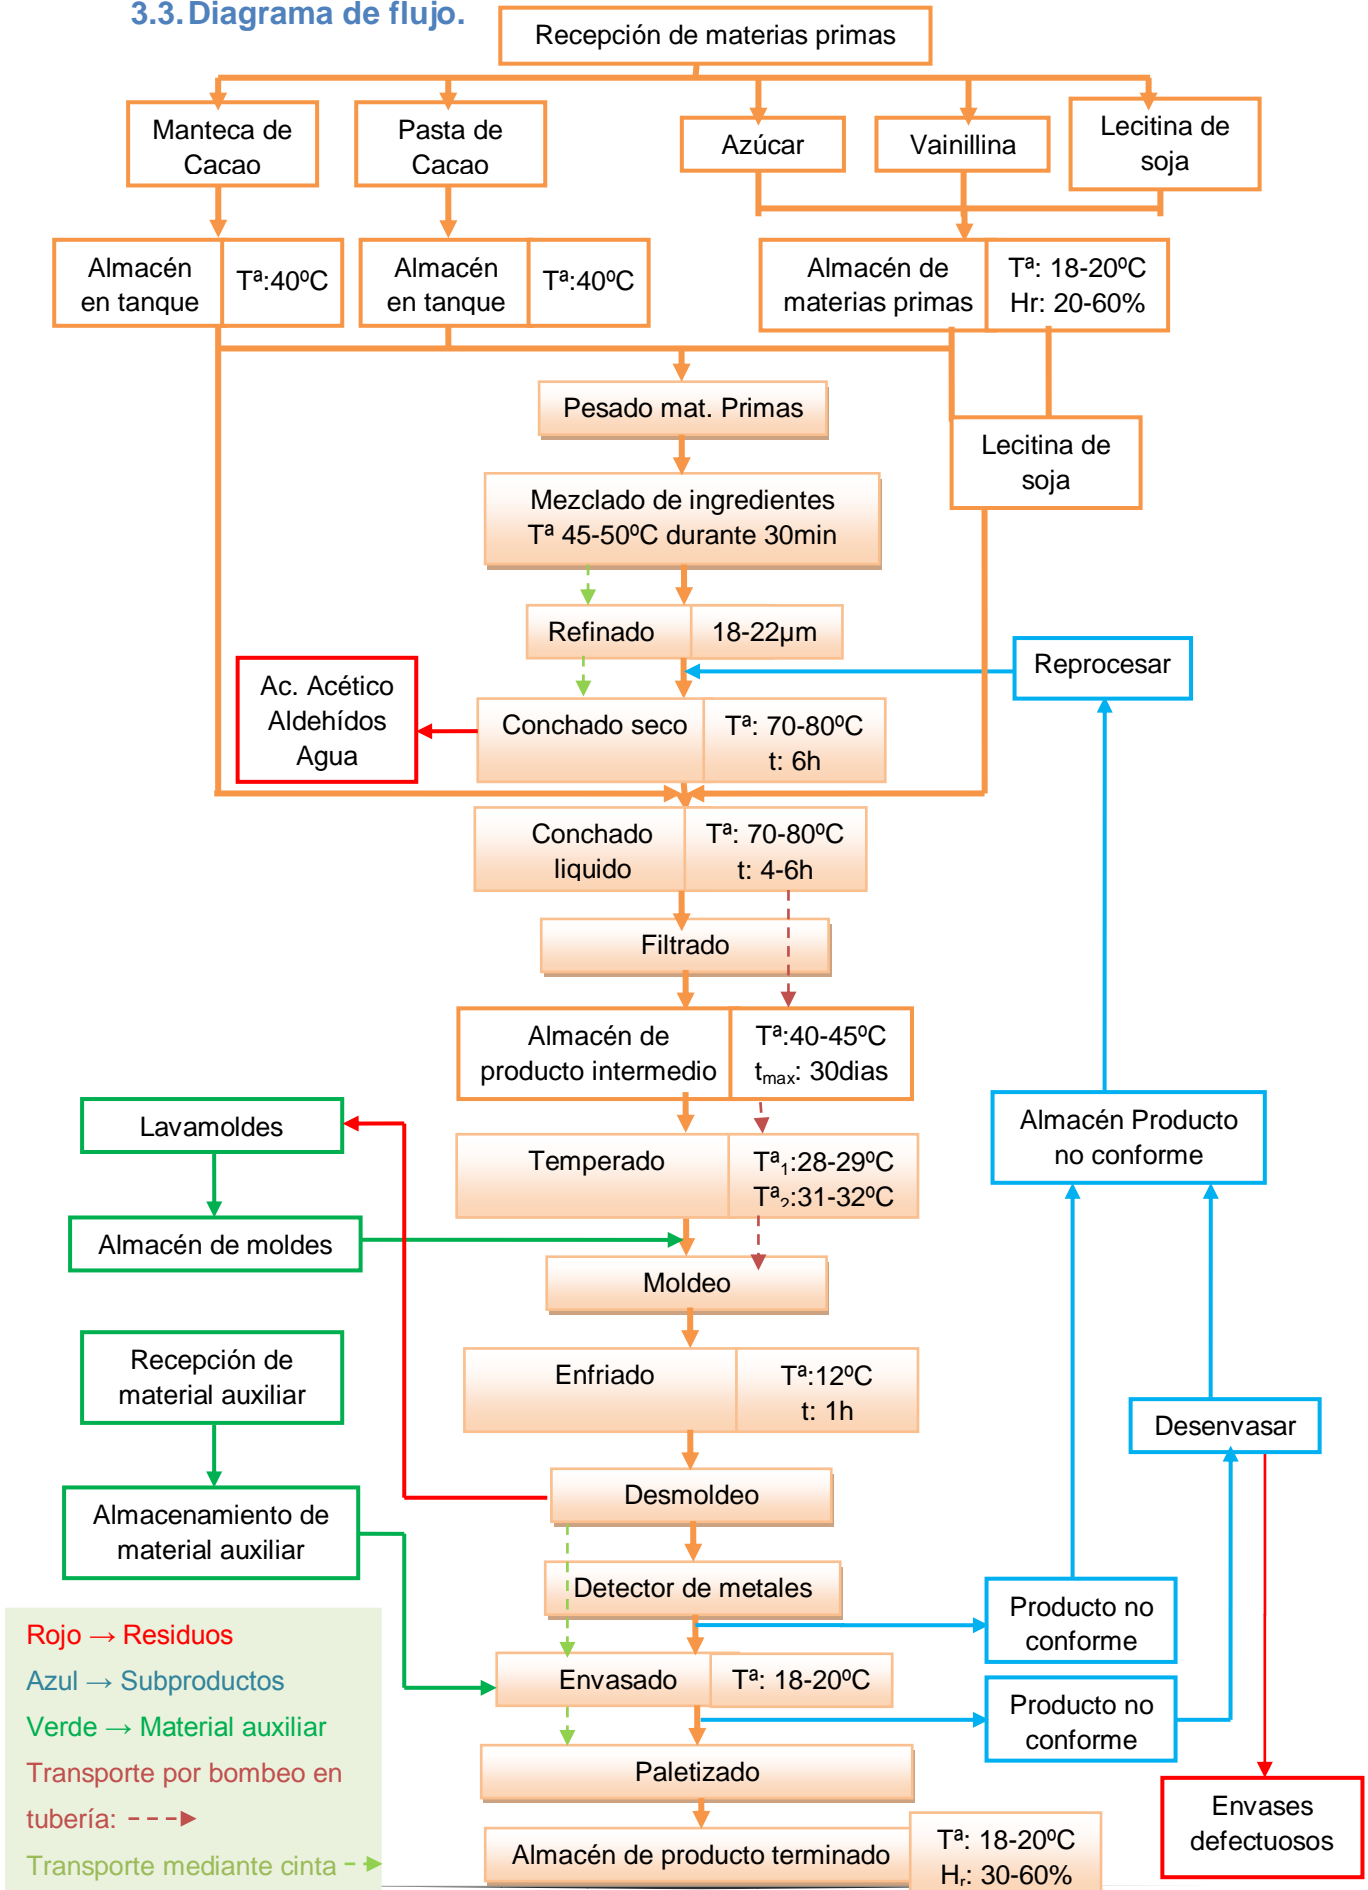 3.3. Diagrama de flujo.
Recepción de materias primas
Manteca de
Cacao
Pasta de
Cacao
Azúcar
Vainillina
Lecitina de
soja
Almacén
en tanque
Tª:40ºC
Almacén
en tanque
Tª:40ºC
Almacén de
materias primas
Tª: 18-20ºC
Hr: 20-60%
Pesado mat. Primas
Lecitina de
soja
Mezclado de ingredientes
Tª 45-50ºC durante 30min
Refinado
18-22µm
Reprocesar
Ac. Acético
Aldehídos
Agua
Conchado seco
Tª: 70-80ºC
t: 6h
Conchado
liquido
Tª: 70-80ºC
t: 4-6h
Filtrado
Almacén de
producto intermedio
Tª:40-45ºC
tmax: 30dias
Lavamoldes
Almacén Producto
no conforme
Temperado
Tª1:28-29ºC
Tª2:31-32ºC
Almacén de moldes
Moldeo
Recepción de
material auxiliar
Enfriado
Tª:12ºC
t: 1h
Desenvasar
Desmoldeo
Almacenamiento de
material auxiliar
Detector de metales
Producto no
conforme
Envasado
Tª: 18-20ºC
Producto no
conforme
Paletizado
Envases
defectuosos
Almacén de producto terminado
Tª: 18-20ºC
Hr: 30-60%
Rojo → Residuos
Azul → Subproductos
Verde → Material auxiliar
Transporte por bombeo en
tubería:
Transporte mediante cinta